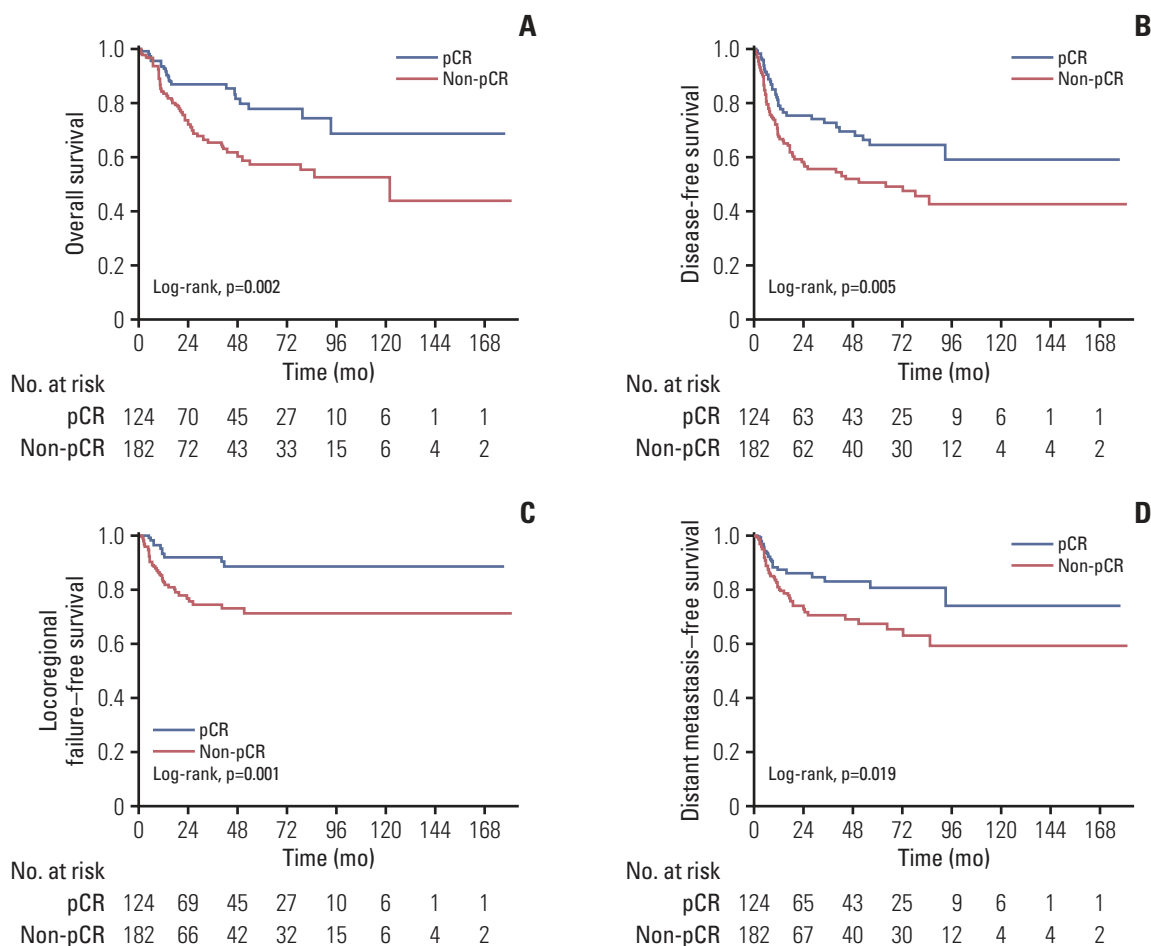 A
1.0
0.8
0.6
0.4
0.2
0
Overall survival
pCR
Non-pCR
Log-rank, p=0.002
0 24 48 72 96 120 144 168
Time (mo)
No. at risk
pCR 124 70 45 27 10 6 1 1
Non-pCR 182 72 43 33 15 6 4 2
B
1.0
0.8
0.6
0.4
0.2
0
Disease-free survival
pCR
Non-pCR
Log-rank, p=0.005
0 24 48 72 96 120 144 168
Time (mo)
No. at risk
pCR 124 63 43 25 9 6 1 1
Non-pCR 182 62 40 30 12 4 4 2
C
1.0
0.8
0.6
0.4
0.2
0
Locoregional
failure–free survival
pCR
Non-pCR
Log-rank, p=0.001
0 24 48 72 96 120 144 168
Time (mo)
No. at risk
pCR 124 69 45 27 10 6 1 1
Non-pCR 182 66 42 32 15 6 4 2
D
1.0
0.8
0.6
0.4
0.2
0
Distant metastasis–free survival
pCR
Non-pCR
Log-rank, p=0.019
0 24 48 72 96 120 144 168
Time (mo)
No. at risk
pCR 124 65 43 25 9 6 1 1
Non-pCR 182 67 40 30 12 4 4 2